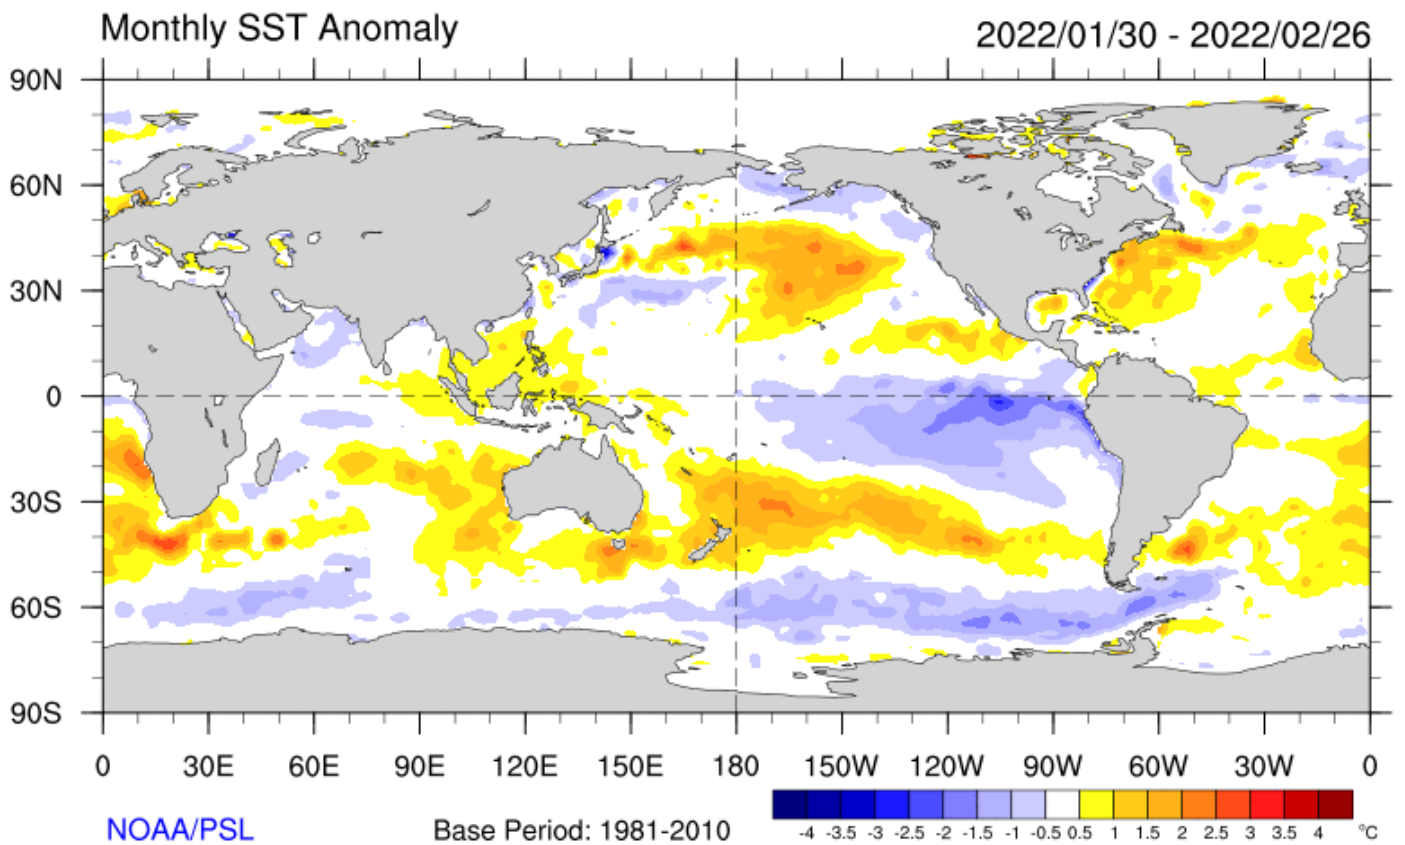 Monthly SST Anomaly 2022/01/30 - 2022/02/26
90N
60N
30N
0
30S
60S
90S
0 30E 60E 90E 120E 150E 180 150W 120W 90W 60W 30W 0
NOAA/PSL Base Period: 1981-2010
-4 -3.5 -3 -2.5 -2 -1.5 -1 -0.5 0.5 1 1.5 2 2.5 3 3.5 4 °C